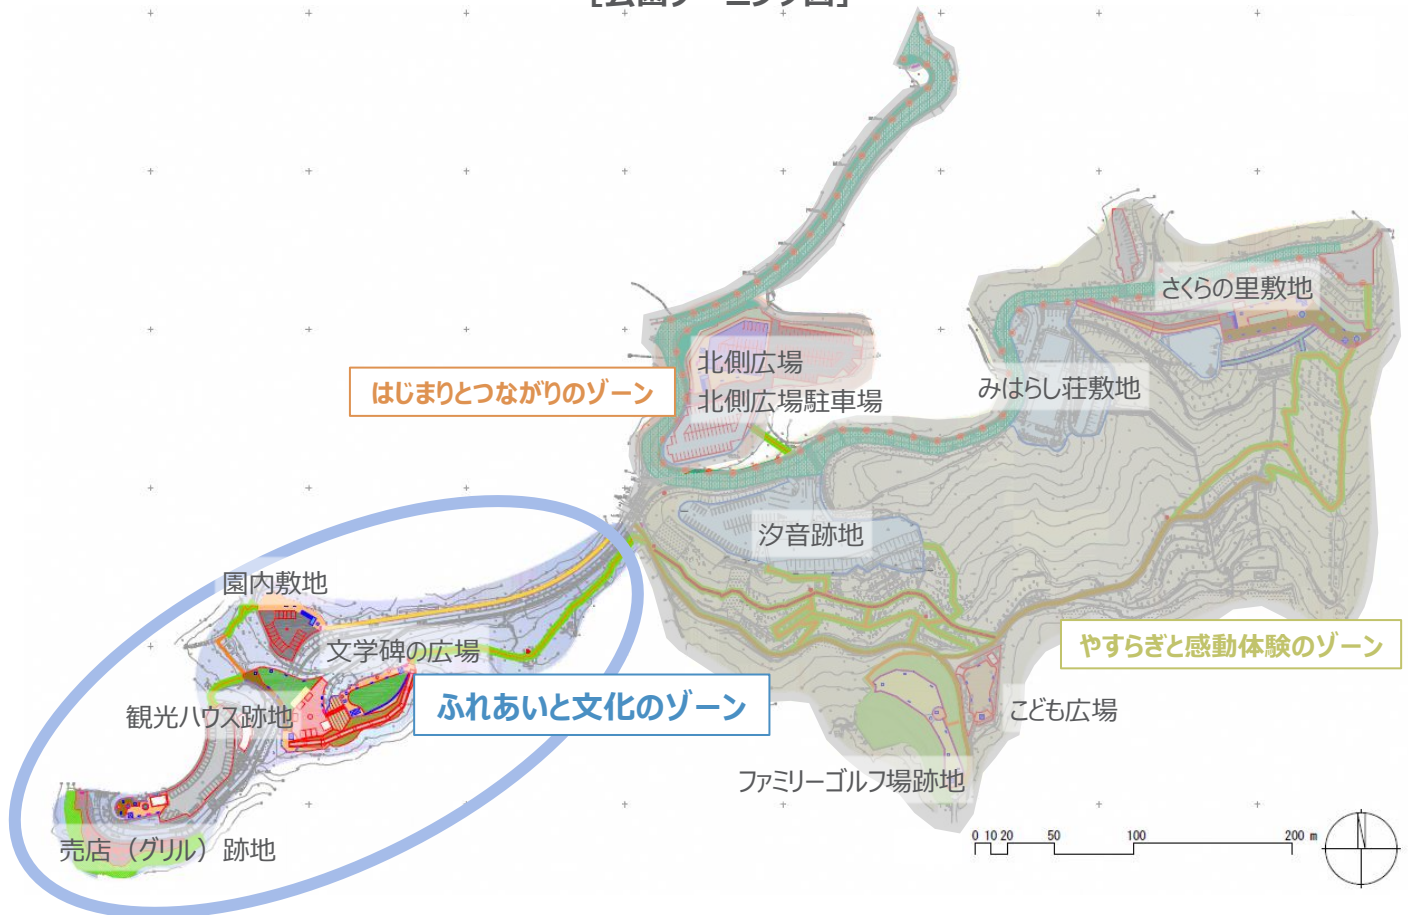 さくらの里敷地
北側広場
はじまりとつながりのゾーン
みはらし荘敷地
北側広場駐車場
汐音跡地
園内敷地
文学碑の広場
やすらぎと感動体験のゾーン
ふれあいと文化のゾーン
観光ハウス跡地
こども広場
ファミリーゴルフ場跡地
売店（グリル）跡地
0 10 20 50 100 200 m